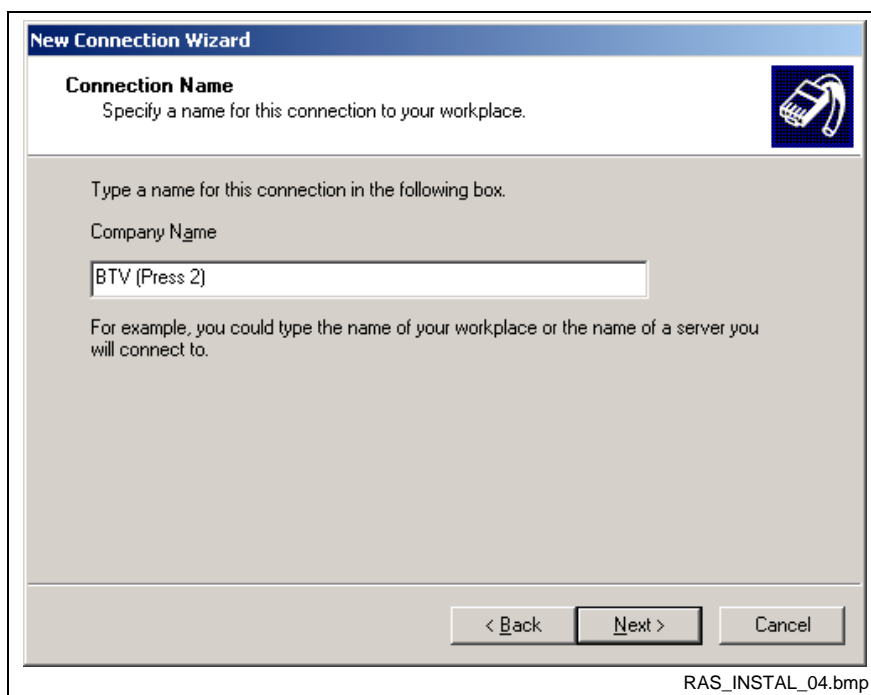 New Connection Wizard
Connection Name
Specify a name for this connection to your workplace.
Type a name for this connection in the following box.
Company Name
BTV (Press 2)
For example, you could type the name of your workplace or the name of a server you
will connect to.
< Back
Next >
Cancel
RAS_INSTAL_04.bmp